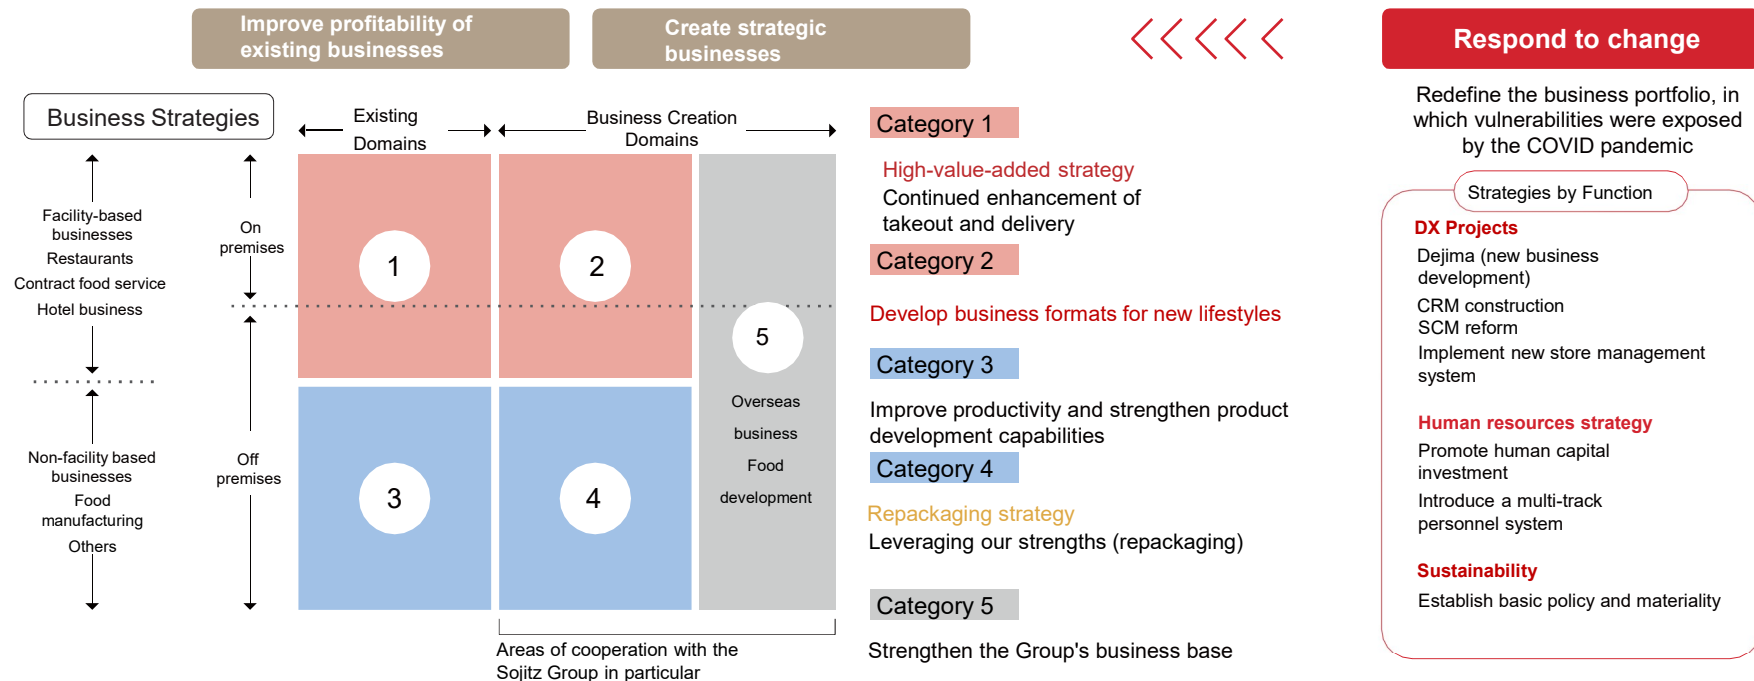 Improve profitability of
existing businesses
Create strategic
businesses
Respond to change
Business Strategies
Existing
Domains
Business Creation
Domains
Facility-based
businesses
Restaurants
Contract food service
Hotel business
On
premises
Non-facility based
businesses
Food
manufacturing
Others
Off
premises
1
2
3
4
5
Overseas
business
Food
development
Areas of cooperation with the
Sojitz Group in particular
Category 1
High-value-added strategy
Continued enhancement of
takeout and delivery
Category 2
Develop business formats for new lifestyles
Category 3
Improve productivity and strengthen product
development capabilities
Category 4
Repackaging strategy
Leveraging our strengths (repackaging)
Category 5
Strengthen the Group's business base
Redefine the business portfolio, in
which vulnerabilities were exposed
by the COVID pandemic
Strategies by Function
DX Projects
Dejima (new business
development)
CRM construction
SCM reform
Implement new store management
system
Human resources strategy
Promote human capital
investment
Introduce a multi-track
personnel system
Sustainability
Establish basic policy and materiality